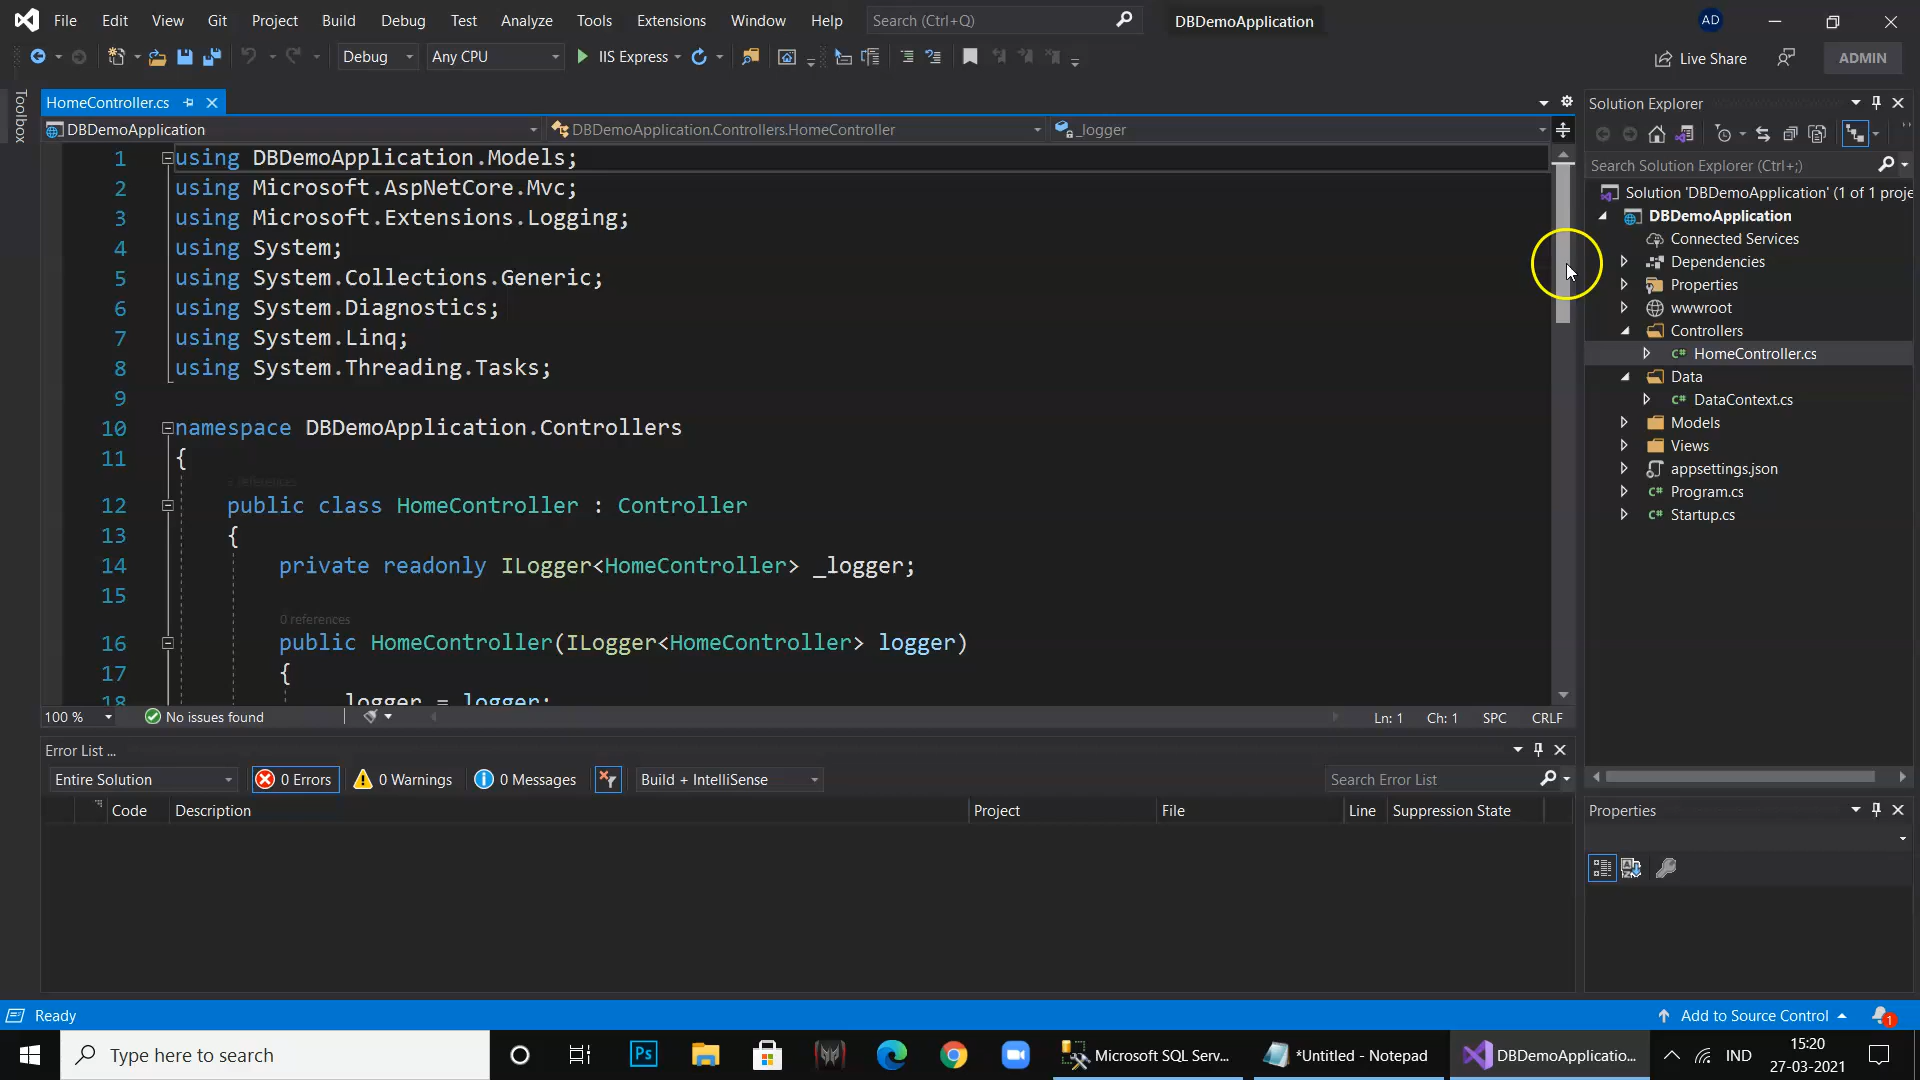 File Edit View Git Project Build Debug Test Analyze Tools Extensions Window Help Search (Ctrl+Q) DBDemoApplication AD
Debug Any CPU IIS Express Live Share ADMIN
Toolbox
HomeController.cs
DBDemoApplication DBDemoApplication.Controllers.HomeController _logger
1 using DBDemoApplication.Models;
2 using Microsoft.AspNetCore.Mvc;
3 using Microsoft.Extensions.Logging;
4 using System;
5 using System.Collections.Generic;
6 using System.Diagnostics;
7 using System.Linq;
8 using System.Threading.Tasks;
9
10 namespace DBDemoApplication.Controllers
11 {
references
12 public class HomeController : Controller
13 {
14 private readonly ILogger<HomeController> _logger;
15
0 references
16 public HomeController(ILogger<HomeController> logger)
17 {
18 _logger = logger;
100 % No issues found Ln: 1 Ch: 1 SPC CRLF
Error List ...
Entire Solution 0 Errors 0 Warnings 0 Messages Build + IntelliSense Search Error List
Code Description Project File Line Suppression State
Solution Explorer
Search Solution Explorer (Ctrl+;)
Solution 'DBDemoApplication' (1 of 1 proje
DBDemoApplication
Connected Services
Dependencies
Properties
wwwroot
Controllers
C# HomeController.cs
Data
C# DataContext.cs
Models
Views
appsettings.json
C# Program.cs
C# Startup.cs
Properties
Ready Add to Source Control 1
Type here to search Ps Microsoft SQL Serv... *Untitled - Notepad DBDemoApplicatio... IND 15:20
27-03-2021